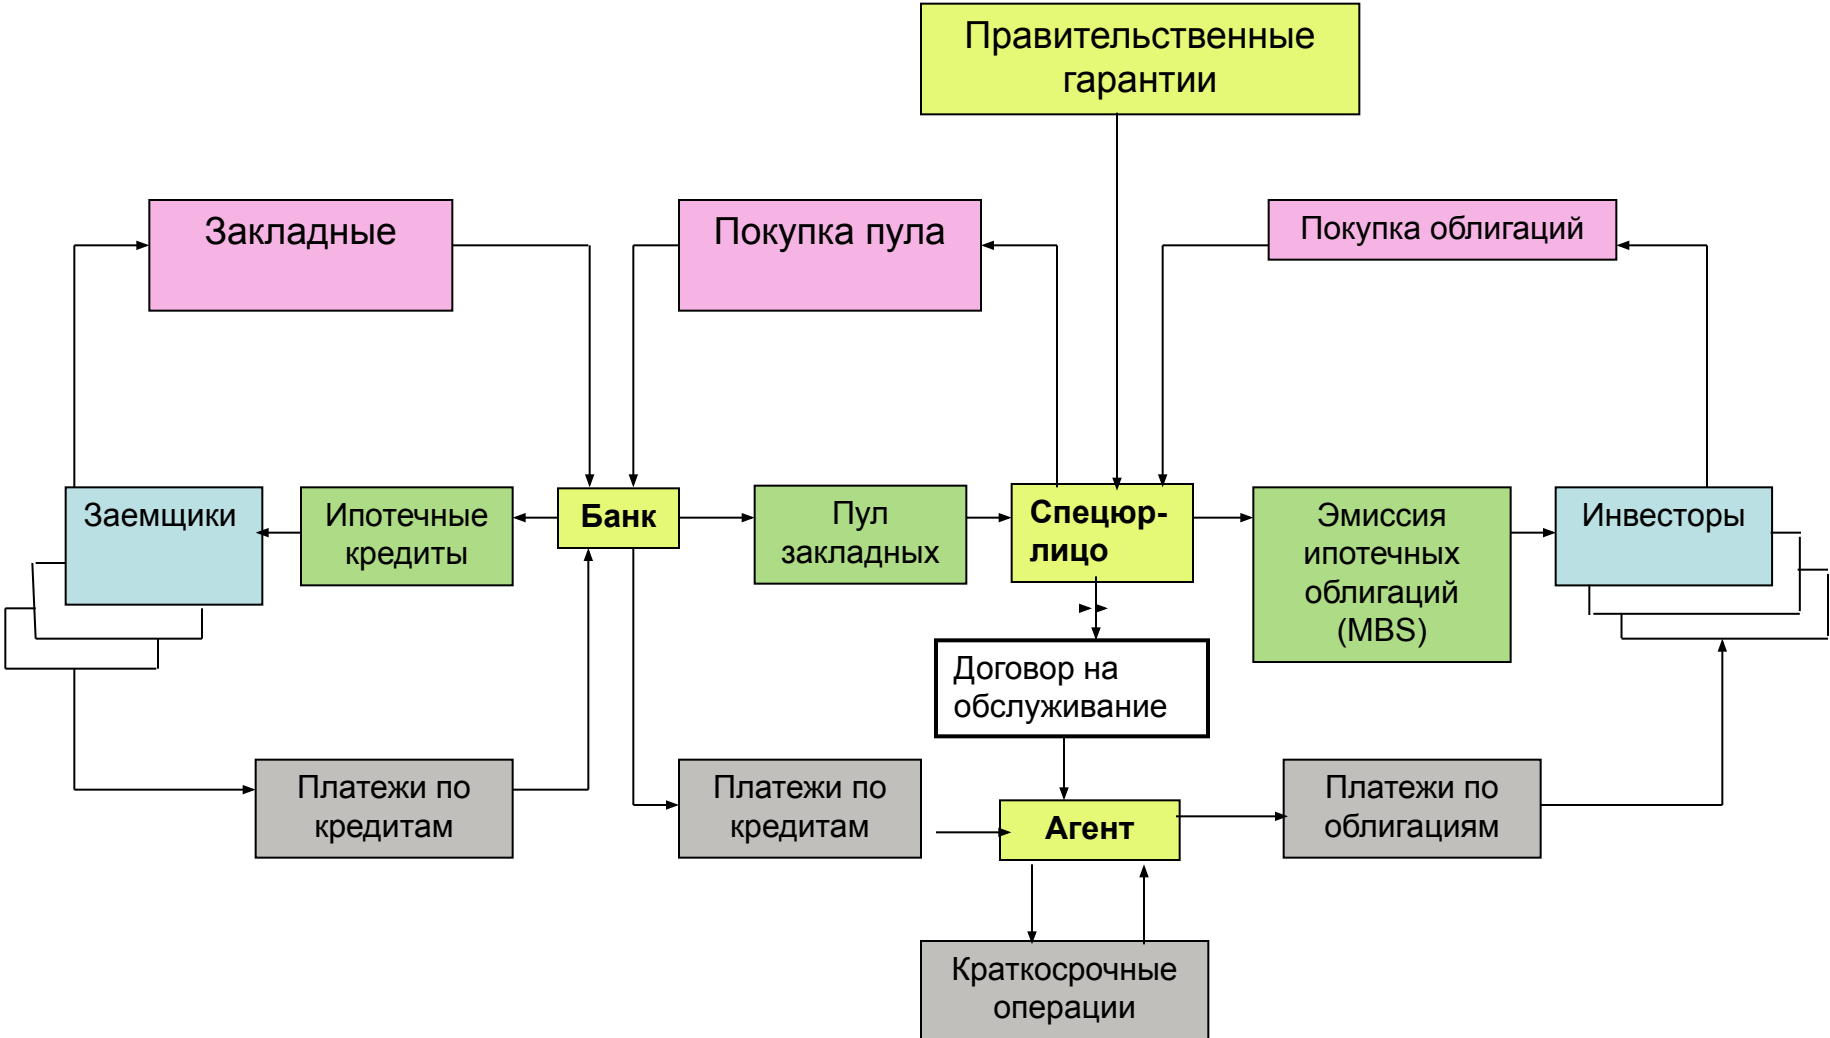 Правительственные
гарантии
Закладные
Покупка пула
Покупка облигаций
Заемщики
Ипотечные
кредиты
Банк
Пул
закладных
Спецюр-
лицо
Эмиссия
ипотечных
облигаций
(MBS)
Инвесторы
Договор на
обслуживание
Платежи по
кредитам
Платежи по
кредитам
Агент
Платежи по
облигациям
Краткосрочные
операции